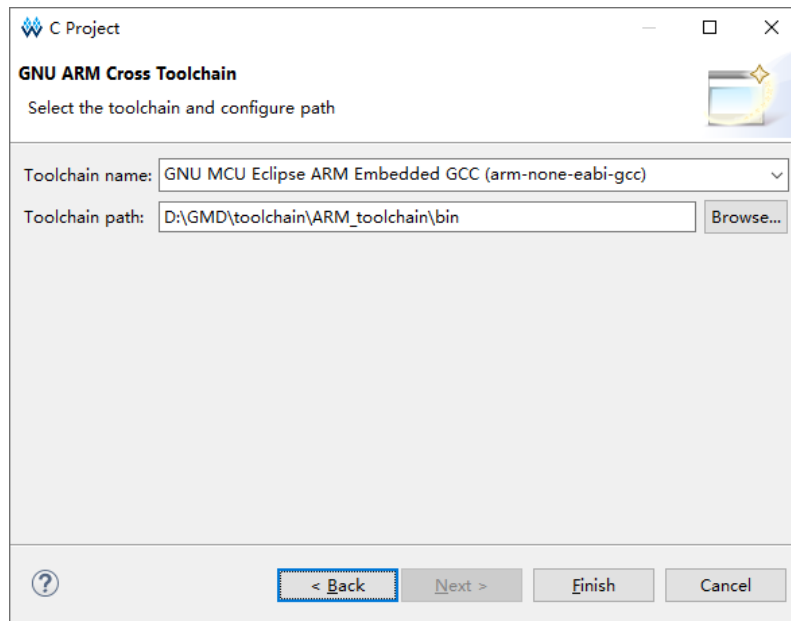 C Project
GNU ARM Cross Toolchain
Select the toolchain and configure path
Toolchain name: GNU MCU Eclipse ARM Embedded GCC (arm-none-eabi-gcc)
Toolchain path: D:\GMD\toolchain\ARM_toolchain\bin Browse...
? < Back Next > Finish Cancel